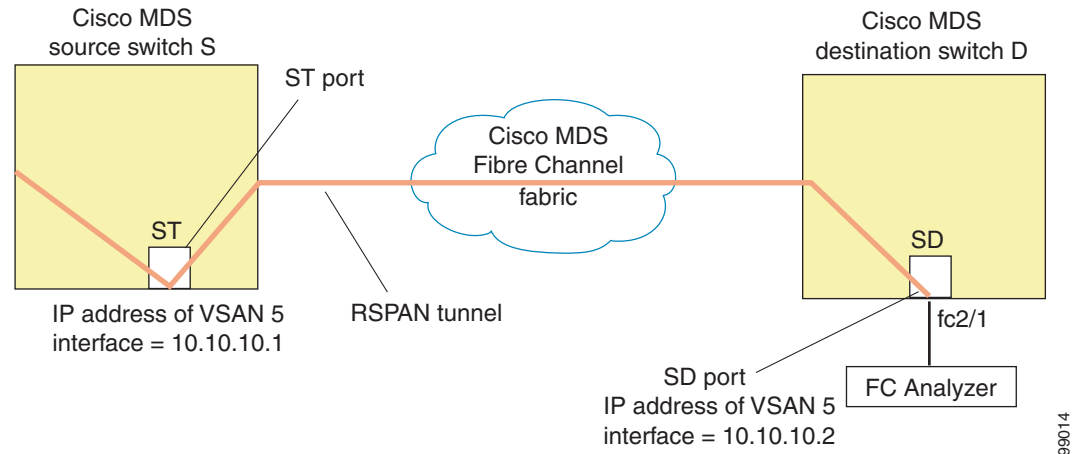 Cisco MDS
source switch S
Cisco MDS
destination switch D
ST port
Cisco MDS
Fibre Channel
fabric
ST
SD
IP address of VSAN 5
interface = 10.10.10.1
RSPAN tunnel
fc2/1
SD port
IP address of VSAN 5
interface = 10.10.10.2
FC Analyzer
99014